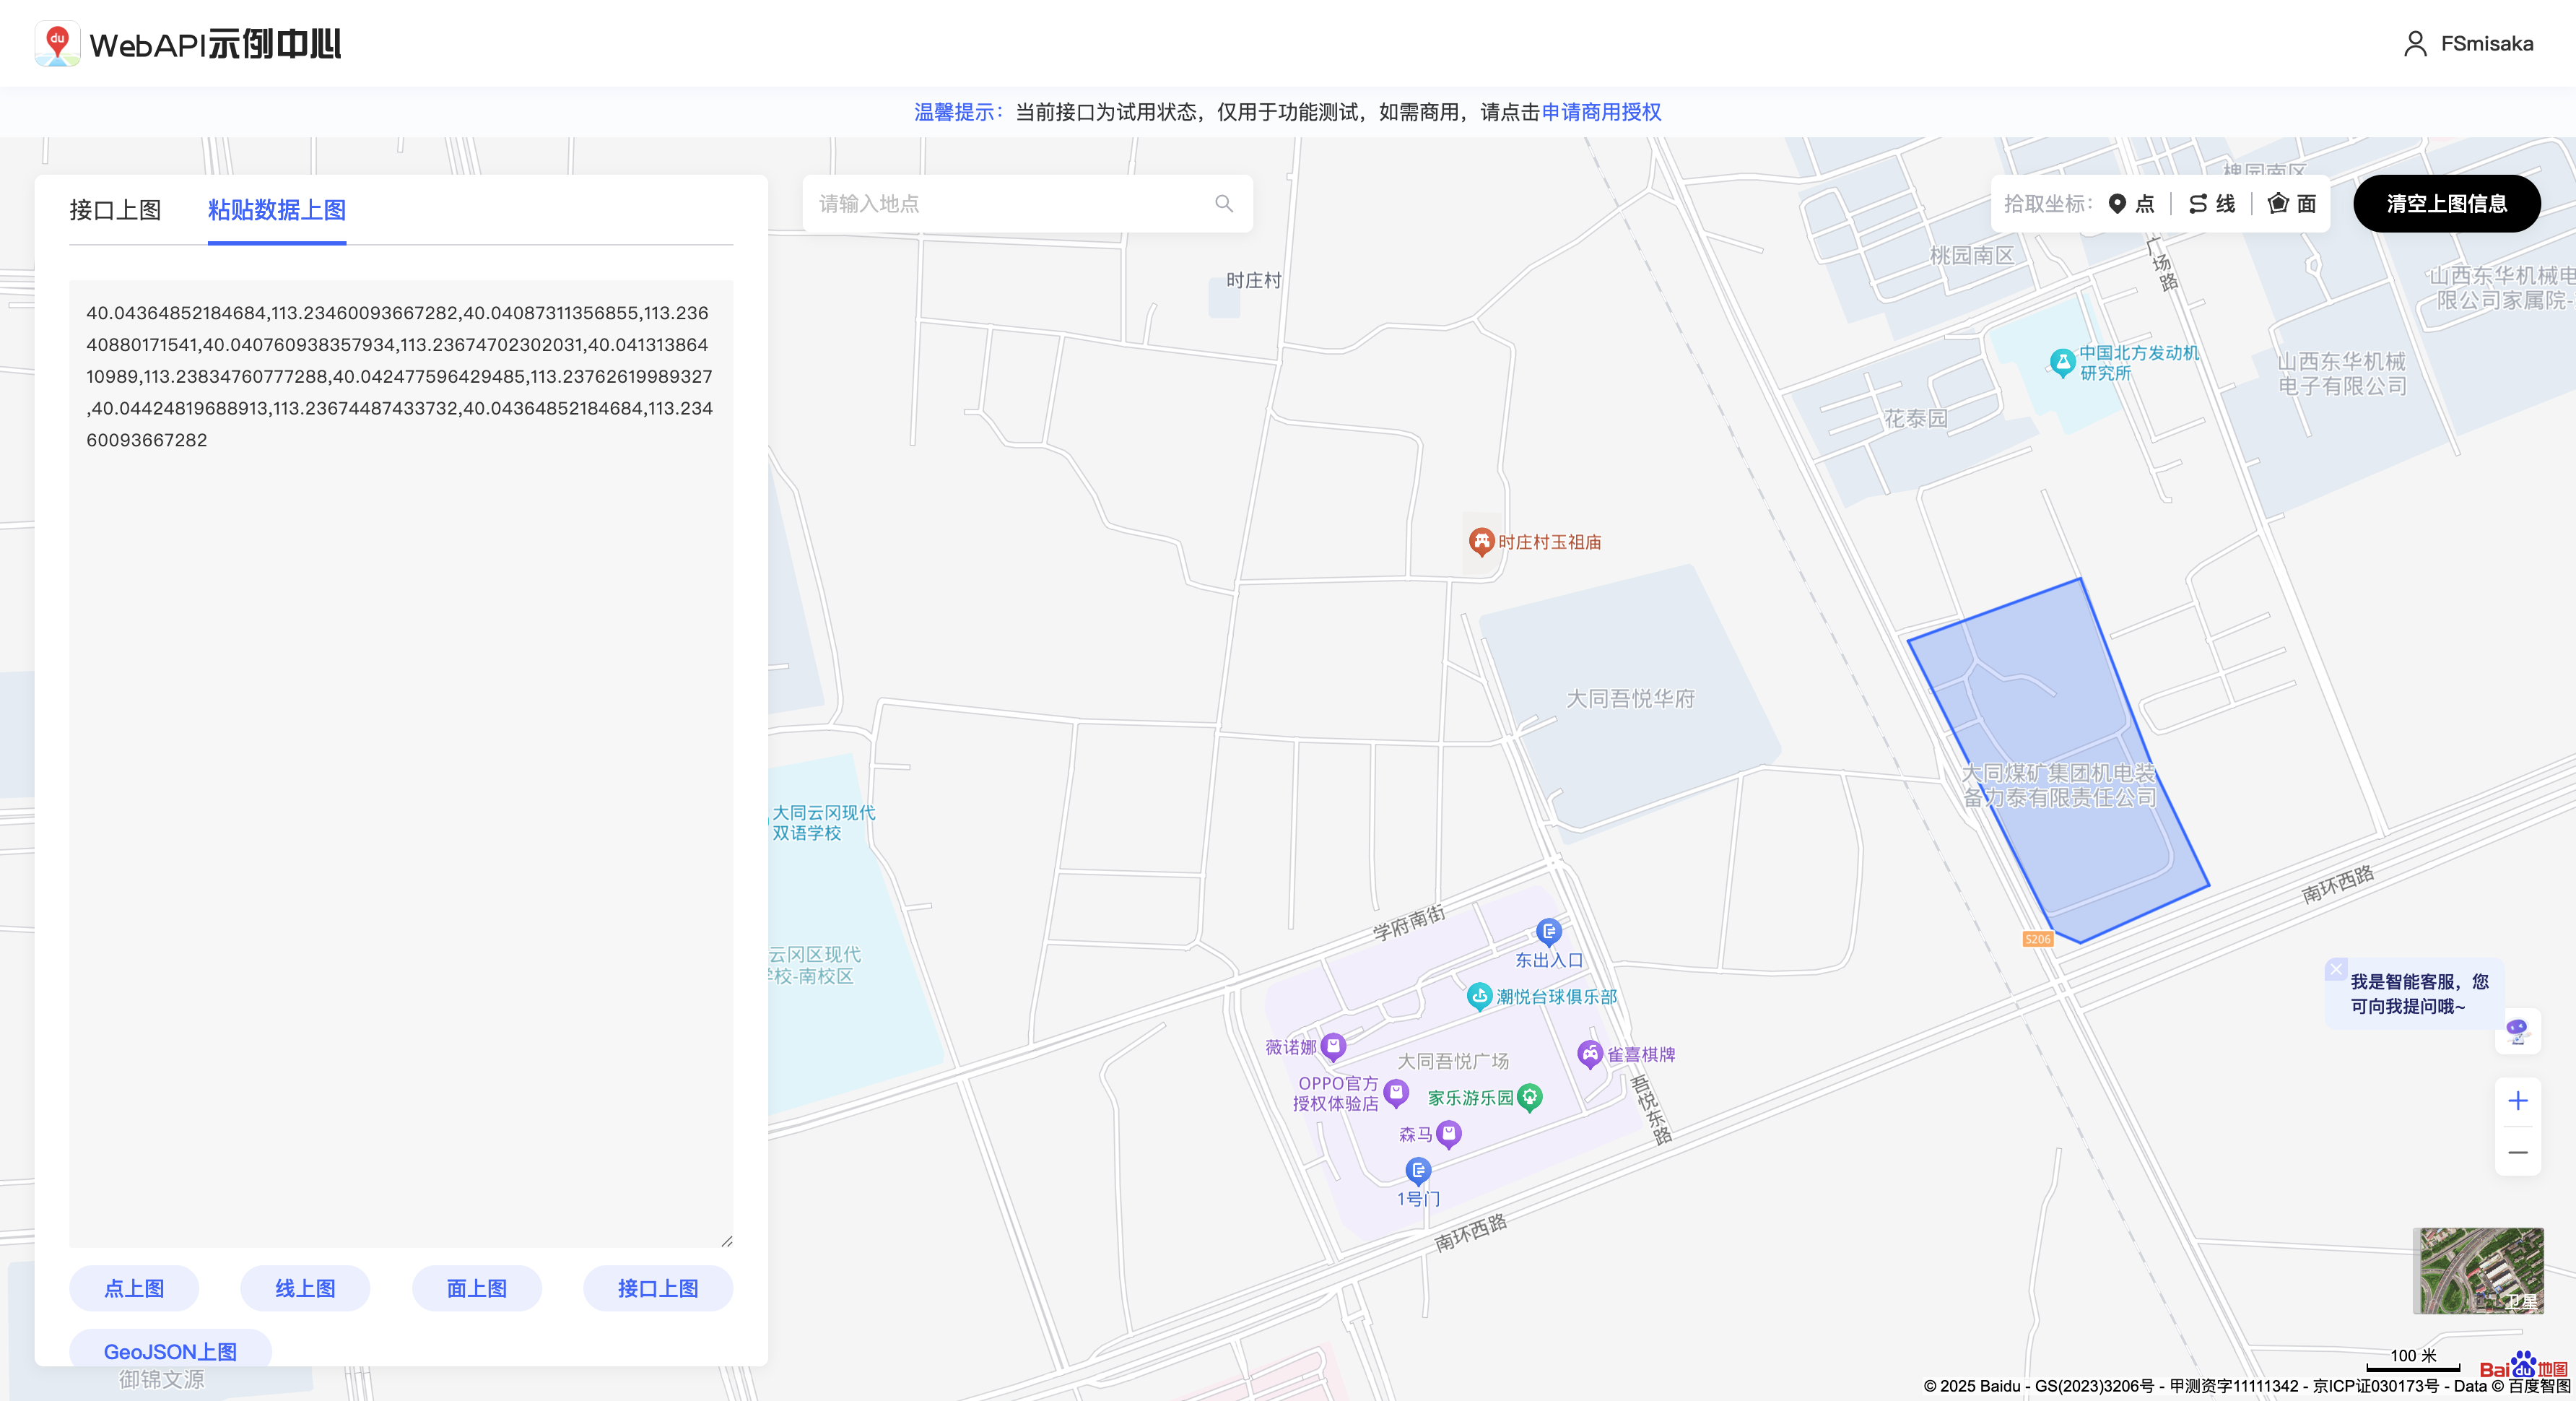 WebAPI示例中心
FSmisaka
温馨提示：当前接口为试用状态，仅用于功能测试，如需商用，请点击申请商用授权
接口上图
粘贴数据上图
40.04364852184684,113.23460093667282,40.04087311356855,113.236
40880171541,40.040760938357934,113.23674702302031,40.041313864
10989,113.23834760777288,40.042477596429485,113.23762619989327
,40.04424819688913,113.23674487433732,40.04364852184684,113.234
60093667282
点上图
线上图
面上图
接口上图
GeoJSON上图
御锦文源
请输入地点
拾取坐标：
点
线
面
清空上图信息
时庄村
桃园南区
广场路
山西东华机械电
限公司家属院-
中国北方发动机
研究所
山西东华机械
电子有限公司
花泰园
时庄村玉祖庙
大同吾悦华府
大同煤矿集团机电装
备力泰有限责任公司
大同云冈现代
双语学校
云冈区现代
学校-南校区
学府南街
南环西路
S206
东出入口
潮悦台球俱乐部
薇诺娜
大同吾悦广场
雀喜棋牌
OPPO官方
授权体验店
家乐游乐园
吾悦东路
森马
1号门
南环西路
我是智能客服，您
可向我提问哦~
卫星
100 米
Bai du 地图
© 2025 Baidu - GS(2023)3206号 - 甲测资字11111342 - 京ICP证030173号 - Data © 百度智图